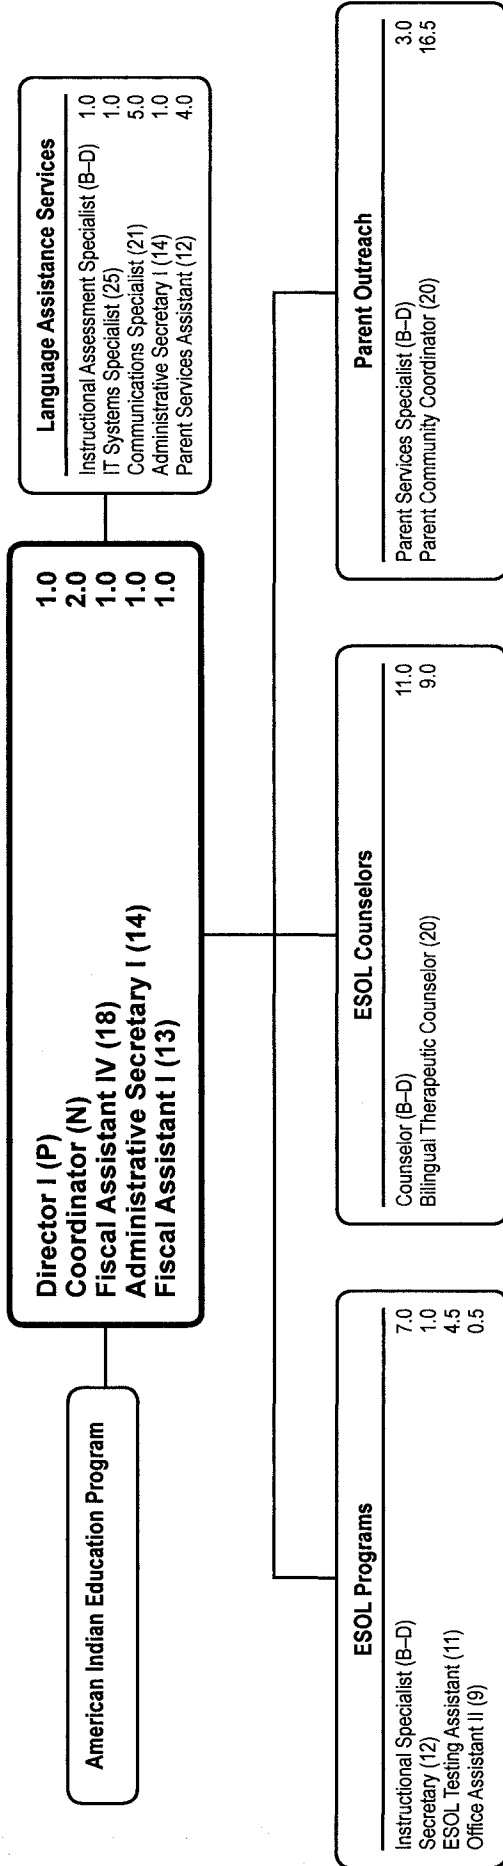 American Indian Education Program
Director I (P) 1.0
Coordinator (N) 2.0
Fiscal Assistant IV (18) 1.0
Administrative Secretary I (14) 1.0
Fiscal Assistant I (13) 1.0
Language Assistance Services
Instructional Assessment Specialist (B–D) 1.0
IT Systems Specialist (25) 1.0
Communications Specialist (21) 5.0
Administrative Secretary I (14) 1.0
Parent Services Assistant (12) 4.0
ESOL Programs
Instructional Specialist (B–D) 7.0
Secretary (12) 1.0
ESOL Testing Assistant (11) 4.5
Office Assistant II (9) 0.5
ESOL Counselors
Counselor (B–D) 11.0
Bilingual Therapeutic Counselor (20) 9.0
Parent Outreach
Parent Services Specialist (B–D) 3.0
Parent Community Coordinator (20) 16.5